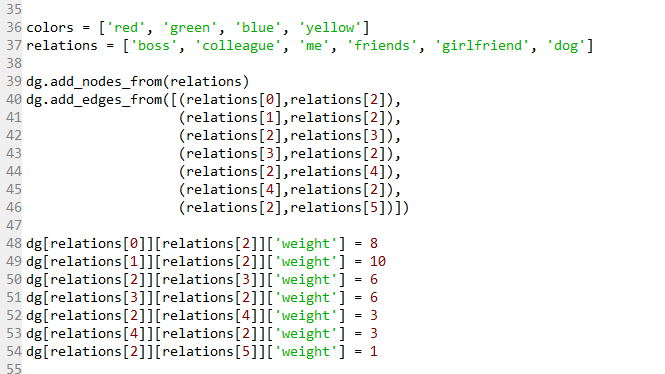 35
36 colors = ['red', 'green', 'blue', 'yellow']
37 relations = ['boss', 'colleague', 'me', 'friends', 'girlfriend', 'dog']
38
39 dg.add_nodes_from(relations)
40 dg.add_edges_from([(relations[0],relations[2]),
41                    (relations[1],relations[2]),
42                    (relations[2],relations[3]),
43                    (relations[3],relations[2]),
44                    (relations[2],relations[4]),
45                    (relations[4],relations[2]),
46                    (relations[2],relations[5])])
47
48 dg[relations[0]][relations[2]]['weight'] = 8
49 dg[relations[1]][relations[2]]['weight'] = 10
50 dg[relations[2]][relations[3]]['weight'] = 6
51 dg[relations[3]][relations[2]]['weight'] = 6
52 dg[relations[2]][relations[4]]['weight'] = 3
53 dg[relations[4]][relations[2]]['weight'] = 3
54 dg[relations[2]][relations[5]]['weight'] = 1
55